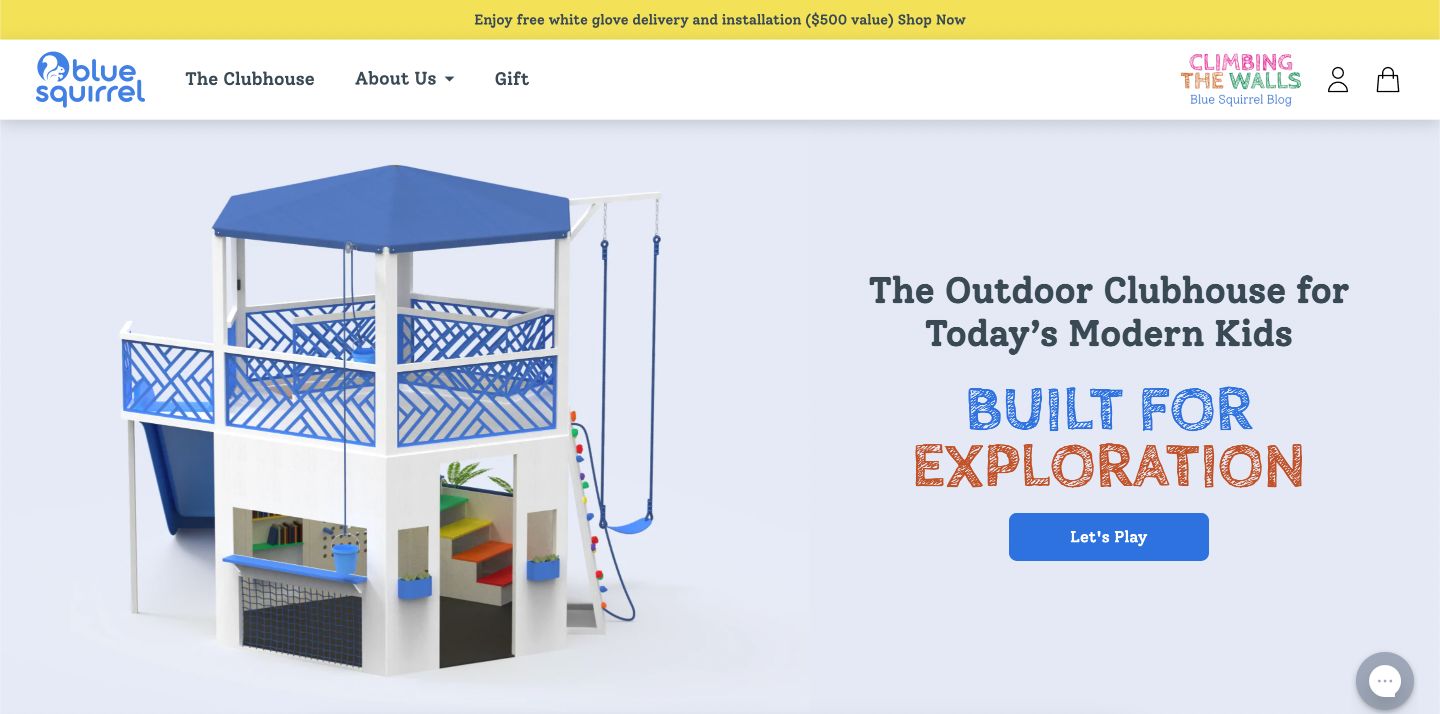 Enjoy free white glove delivery and installation ($500 value) Shop Now
blue
squirrel
The Clubhouse
About Us
Gift
CLIMBING
THE WALLS
Blue Squirrel Blog
The Outdoor Clubhouse for
Today’s Modern Kids
BUILT FOR
EXPLORATION
Let's Play